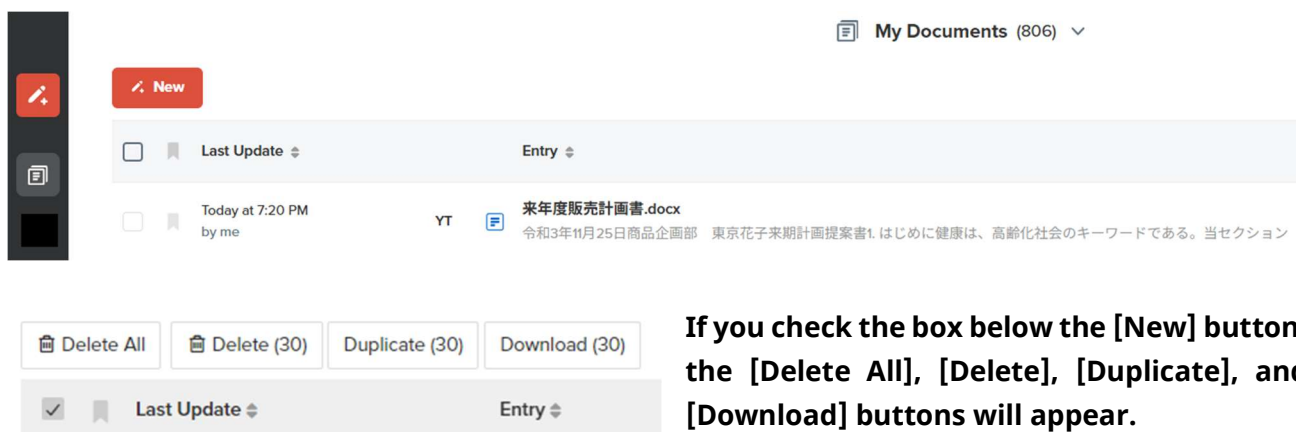 My Documents (806)
New
Last Update Entry
Today at 7:20 PM YT 来年度販売計画書.docx
by me 令和3年11月25日商品企画部 東京花子来期計画提案書1. はじめに健康は、高齢化社会のキーワードである。当セクション
Delete All Delete (30) Duplicate (30) Download (30)
Last Update Entry
If you check the box below the [New] button
the [Delete All], [Delete], [Duplicate], and
[Download] buttons will appear.